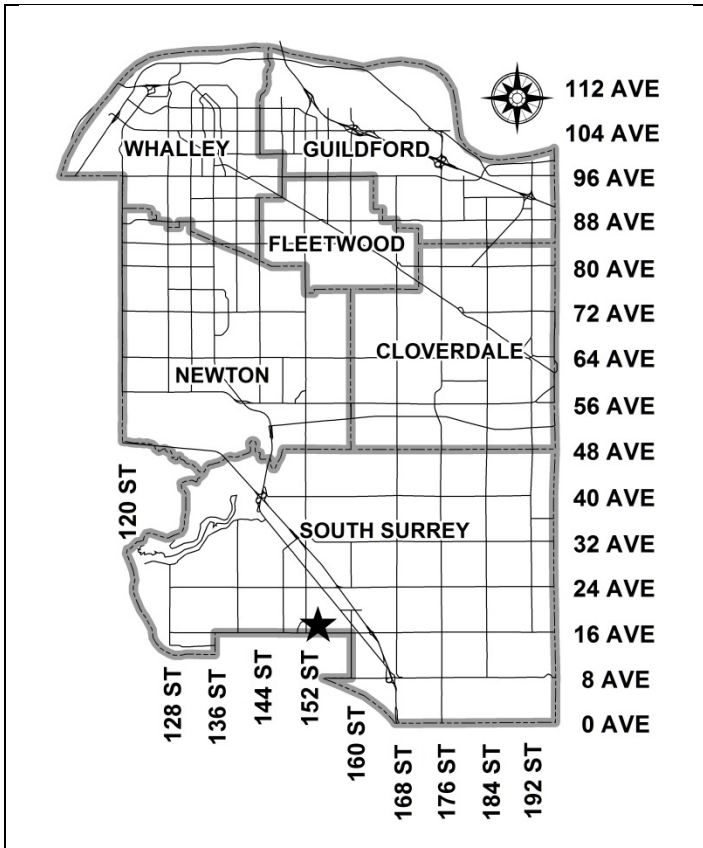 112 AVE
104 AVE
WHALLEY
GUILDFORD
96 AVE
88 AVE
FLEETWOOD
80 AVE
72 AVE
CLOVERDALE
64 AVE
NEWTON
56 AVE
48 AVE
120 ST
40 AVE
SOUTH SURREY
32 AVE
24 AVE
16 AVE
8 AVE
0 AVE
128 ST
136 ST
144 ST
152 ST
160 ST
168 ST
176 ST
184 ST
192 ST